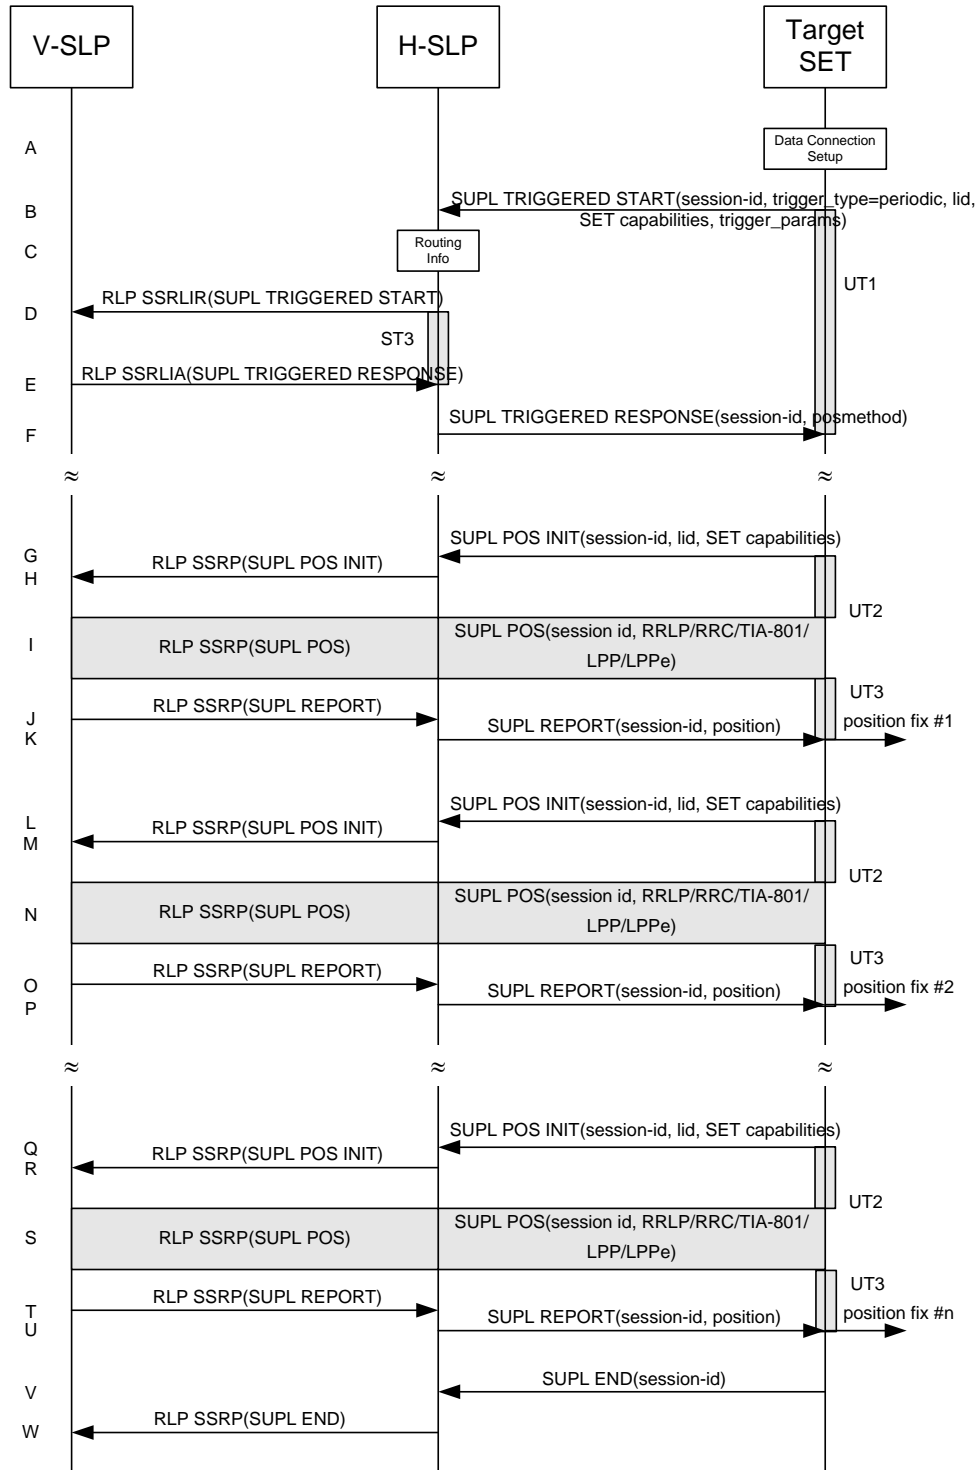 V-SLP
H-SLP
Target
SET
A
Data Connection
Setup
B
SUPL TRIGGERED START(session-id, trigger_type=periodic, lid,
SET capabilities, trigger_params)
C
Routing
Info
UT1
D
RLP SSRLIR(SUPL TRIGGERED START)
ST3
E
RLP SSRLIA(SUPL TRIGGERED RESPONSE)
F
SUPL TRIGGERED RESPONSE(session-id, posmethod)
≈ ≈ ≈
G
SUPL POS INIT(session-id, lid, SET capabilities)
H
RLP SSRP(SUPL POS INIT)
UT2
I
RLP SSRP(SUPL POS)
SUPL POS(session id, RRLP/RRC/TIA-801/
LPP/LPPe)
J
RLP SSRP(SUPL REPORT)
UT3
K
SUPL REPORT(session-id, position)
position fix #1
L
SUPL POS INIT(session-id, lid, SET capabilities)
M
RLP SSRP(SUPL POS INIT)
UT2
N
RLP SSRP(SUPL POS)
SUPL POS(session id, RRLP/RRC/TIA-801/
LPP/LPPe)
O
RLP SSRP(SUPL REPORT)
UT3
P
SUPL REPORT(session-id, position)
position fix #2
≈ ≈ ≈
Q
SUPL POS INIT(session-id, lid, SET capabilities)
R
RLP SSRP(SUPL POS INIT)
UT2
S
RLP SSRP(SUPL POS)
SUPL POS(session id, RRLP/RRC/TIA-801/
LPP/LPPe)
T
RLP SSRP(SUPL REPORT)
UT3
U
SUPL REPORT(session-id, position)
position fix #n
V
SUPL END(session-id)
W
RLP SSRP(SUPL END)